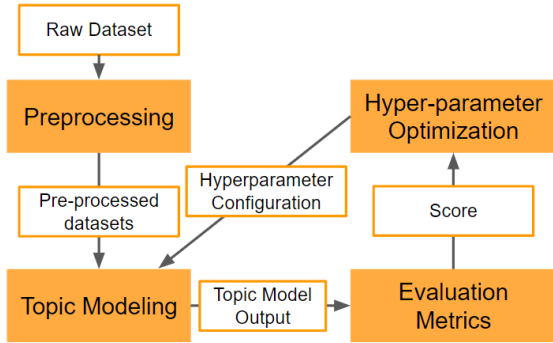 Raw Dataset
Preprocessing
Hyper-parameter
Optimization
Pre-processed
datasets
Hyperparameter
Configuration
Score
Topic Modeling
Topic Model
Output
Evaluation
Metrics